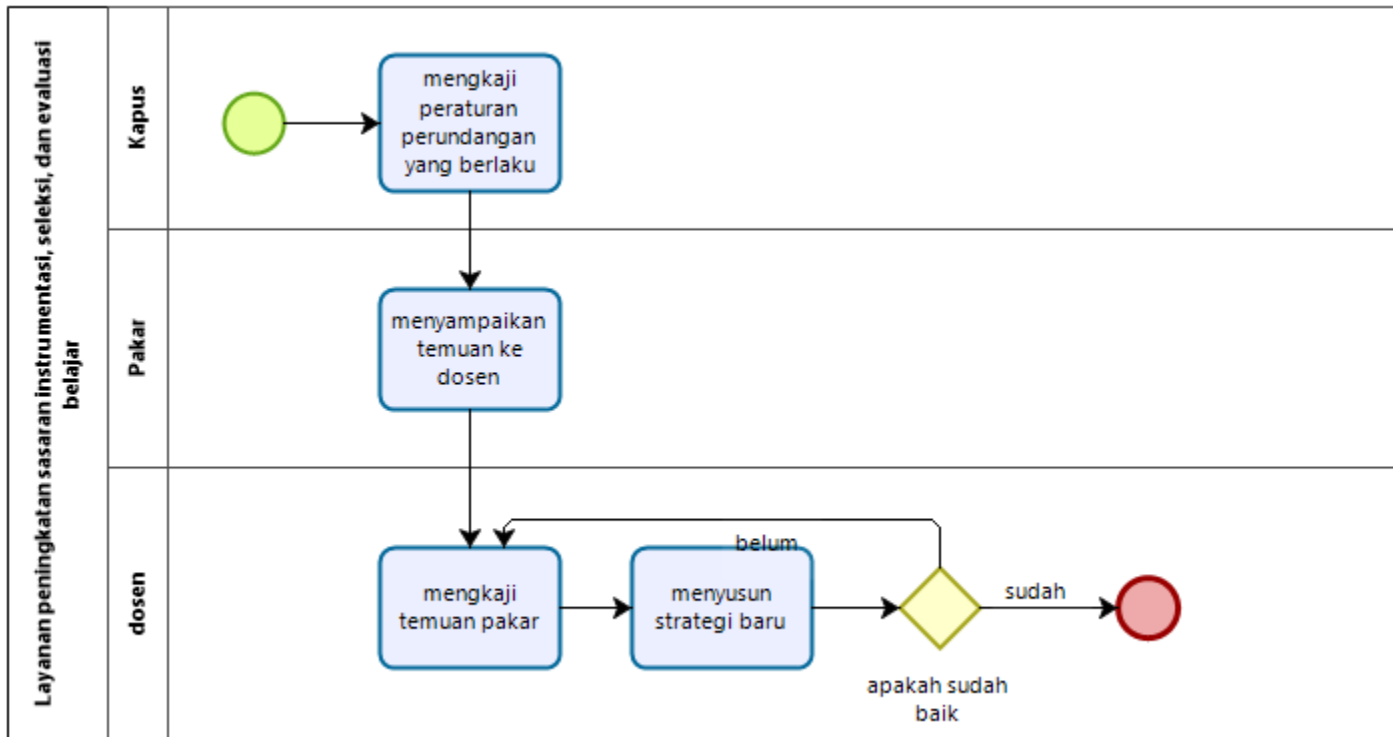 Layanan peningkatan sasaran instrumentasi, seleksi, dan evaluasi
belajar
Kapus
mengkaji
peraturan
perundangan
yang berlaku
Pakar
menyampaikan
temuan ke
dosen
dosen
mengkaji
temuan pakar
menyusun
strategi baru
belum
sudah
apakah sudah
baik